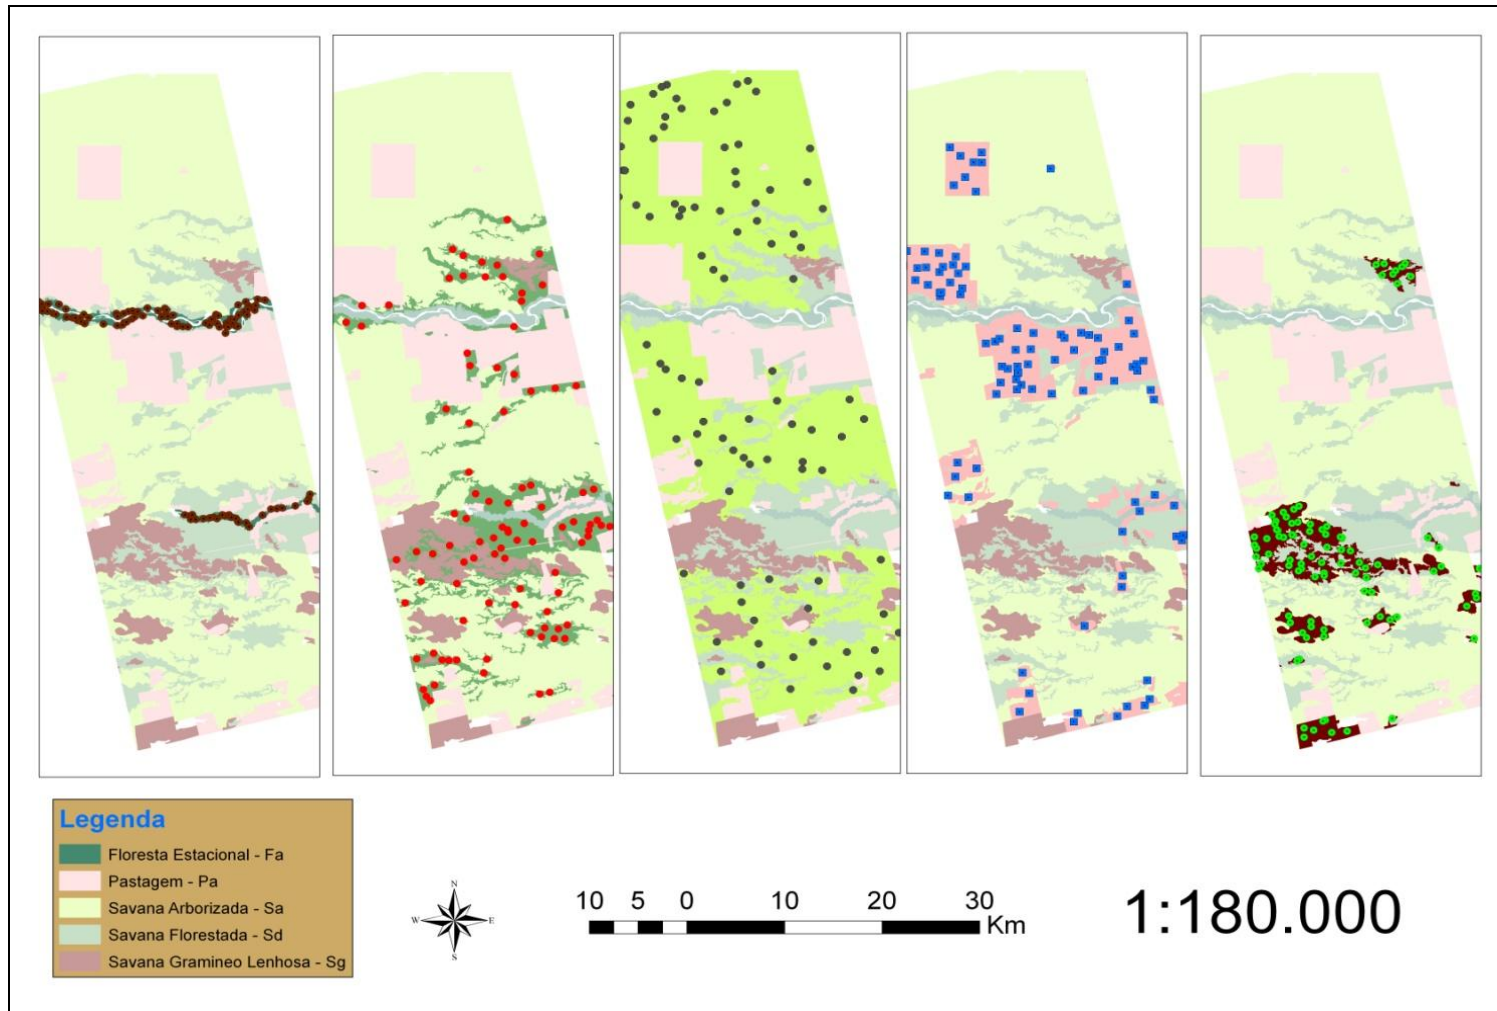 Legenda
Floresta Estacional - Fa
Pastagem - Pa
Savana Arborizada - Sa
Savana Florestada - Sd
Savana Gramineo Lenhosa - Sg
N
W E
S
10 5 0 10 20 30
Km
1:180.000